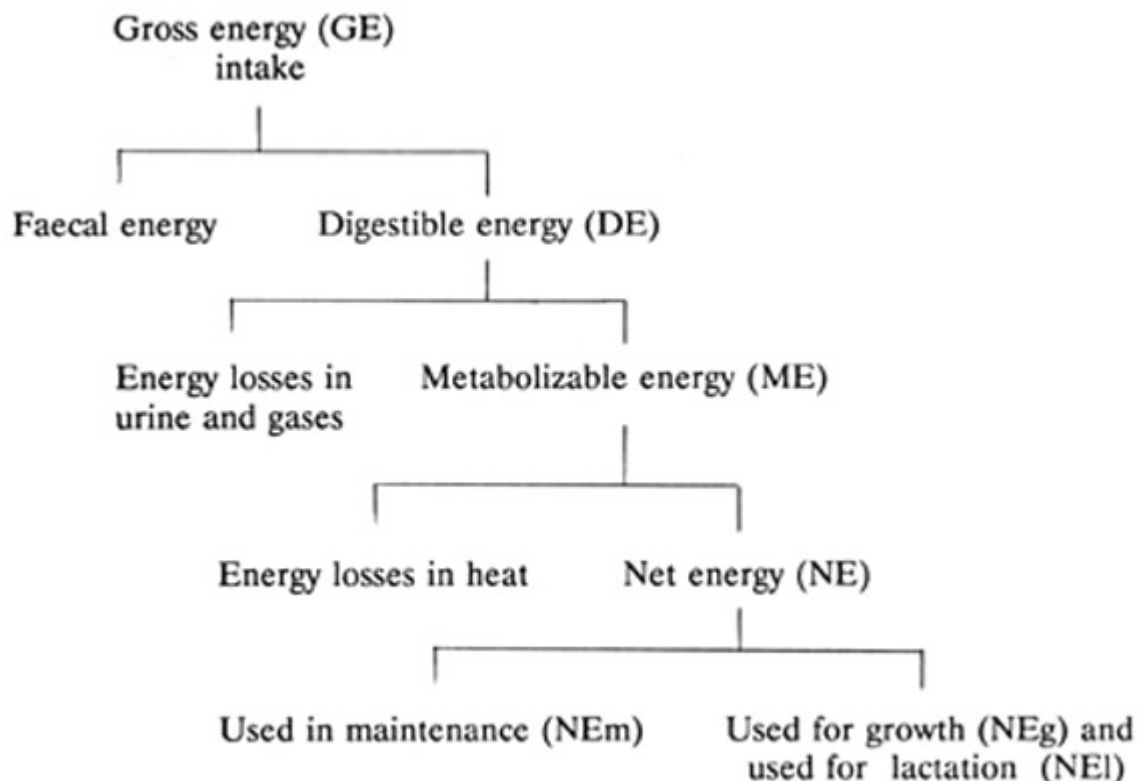 Gross energy (GE)
intake
Faecal energy
Digestible energy (DE)
Energy losses in
urine and gases
Metabolizable energy (ME)
Energy losses in heat
Net energy (NE)
Used in maintenance (NEm)
Used for growth (NEg) and
used for lactation (NEl)